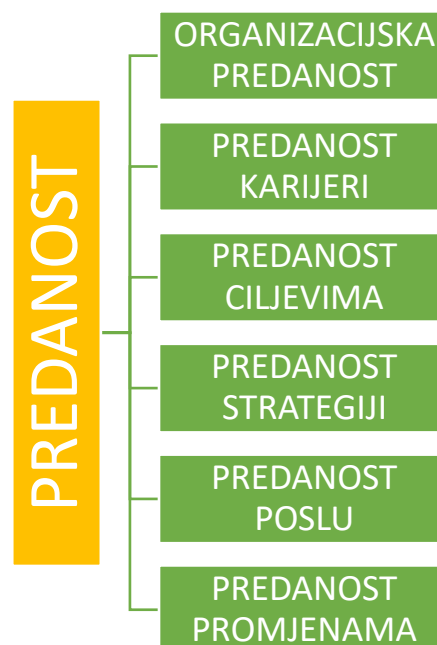 PREDANOST
ORGANIZACIJSKA
PREDANOST
PREDANOST
KARIJERI
PREDANOST
CILJEVIMA
PREDANOST
STRATEGIJI
PREDANOST
POSLU
PREDANOST
PROMJENAMA